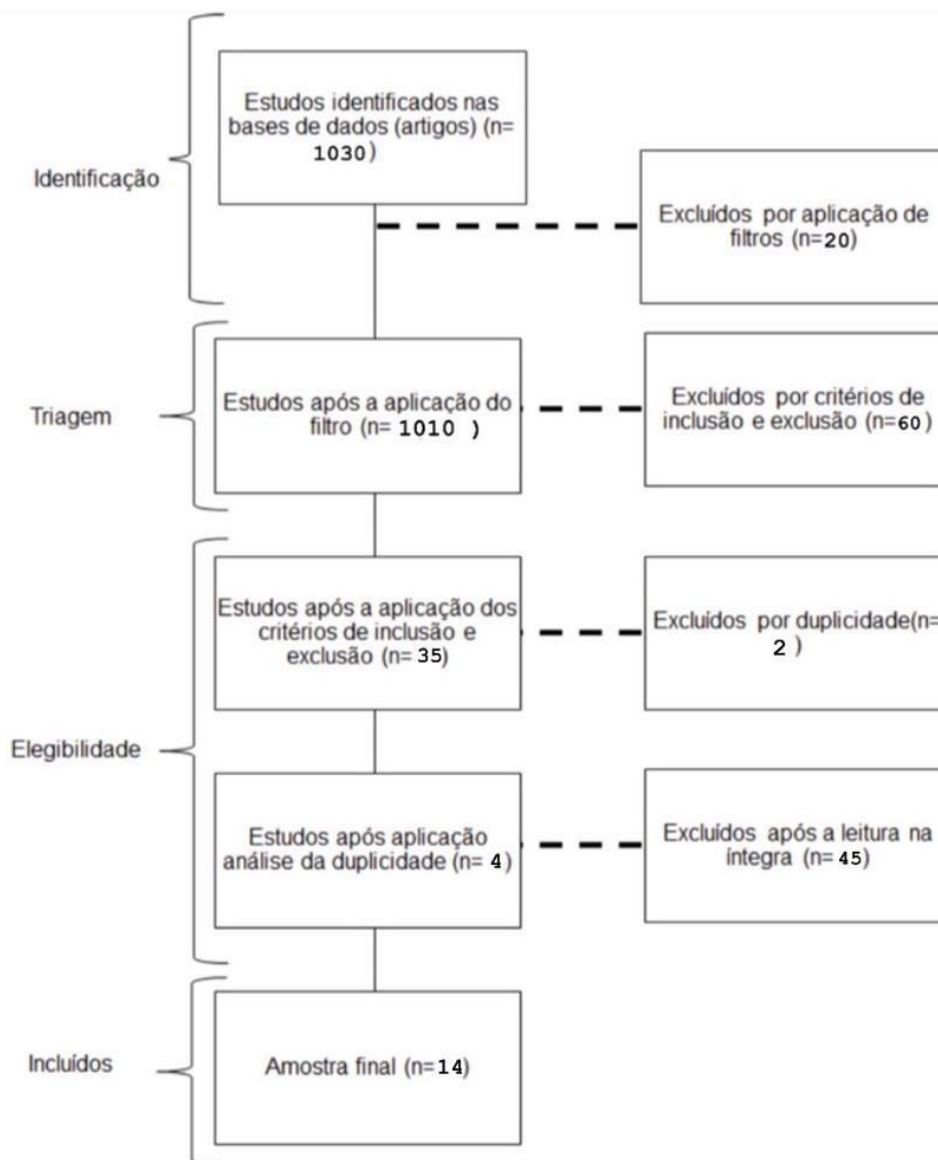 Identificação
Estudos identificados nas
bases de dados (artigos) (n=
1030)
Excluídos por aplicação de
filtros (n=20)
Triagem
Estudos após a aplicação do
filtro (n= 1010 )
Excluídos por critérios de
inclusão e exclusão (n=60)
Elegibilidade
Estudos após a aplicação dos
critérios de inclusão e
exclusão (n= 35)
Excluídos por duplicidade(n=
2 )
Estudos após aplicação
análise da duplicidade (n= 4)
Excluídos após a leitura na
íntegra (n= 45)
Incluídos
Amostra final (n=14)